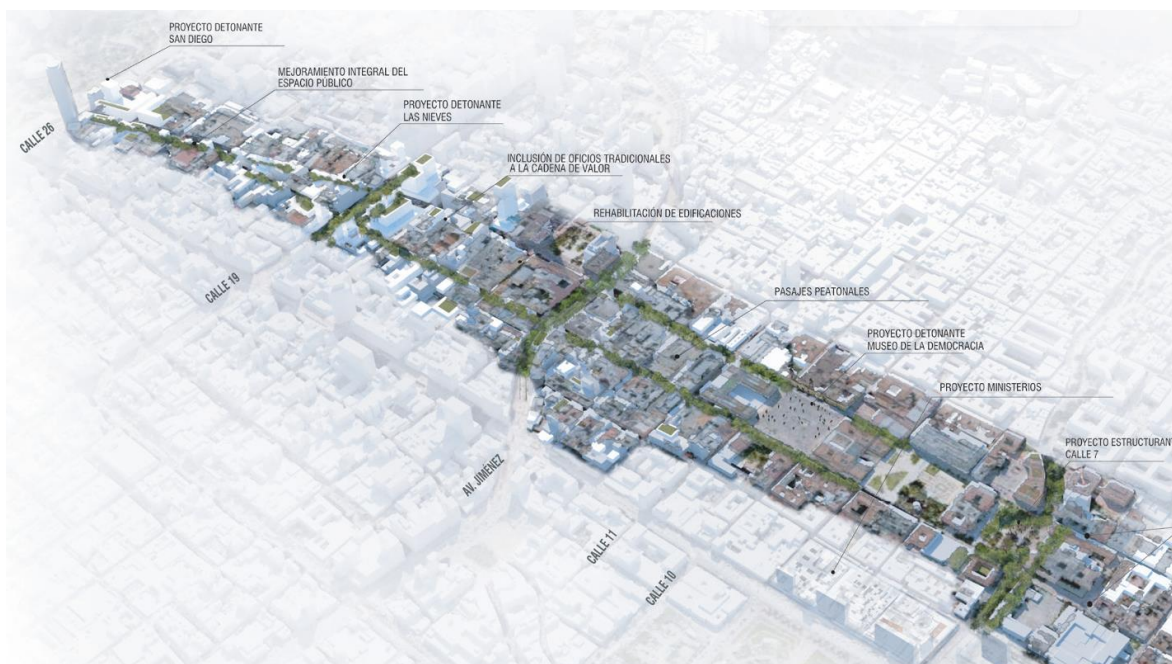 PROYECTO DETONANTE
SAN DIEGO
MEJORAMIENTO INTEGRAL DEL
ESPACIO PÚBLICO
PROYECTO DETONANTE
LAS NIEVES
CALLE 26
INCLUSIÓN DE OFICIOS TRADICIONALES
A LA CADENA DE VALOR
REHABILITACIÓN DE EDIFICACIONES
CALLE 19
PASAJES PEATONALES
PROYECTO DETONANTE
MUSEO DE LA DEMOCRACIA
PROYECTO MINISTERIOS
PROYECTO ESTRUCTURAN
CALLE 7
AV. JIMÉNEZ
CALLE 11
CALLE 10